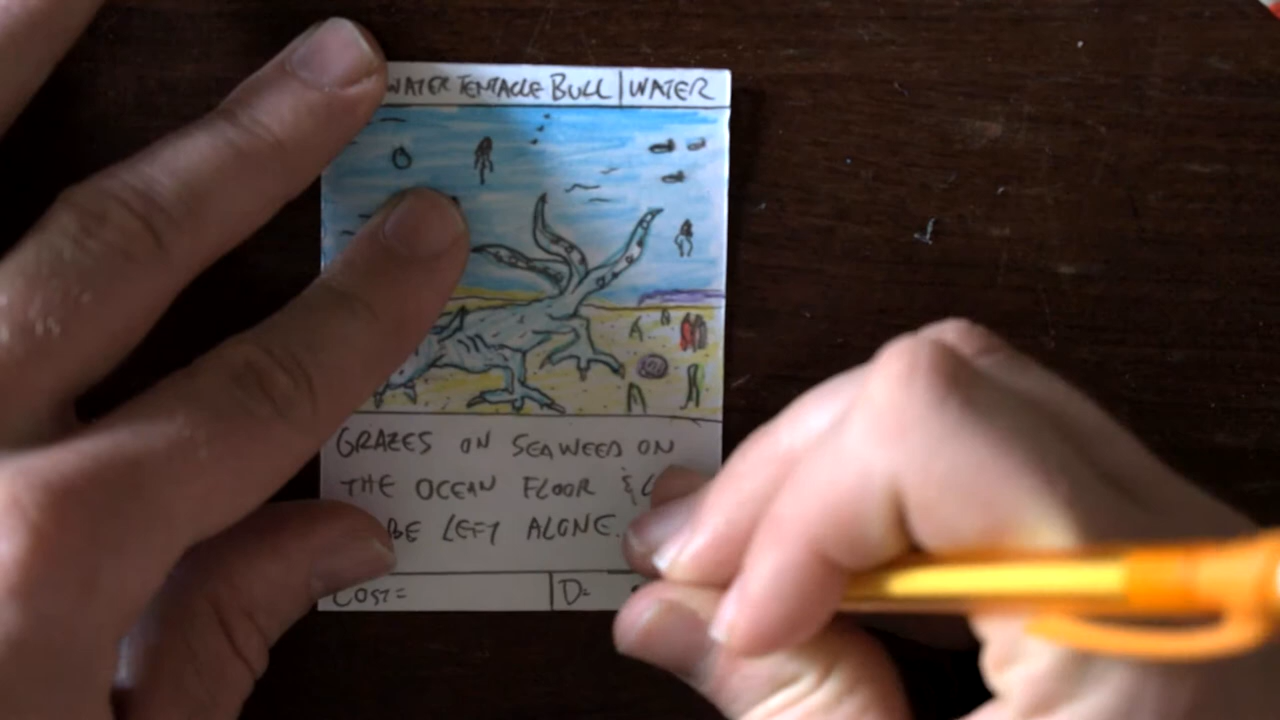 WATER TENTACLE BULL | WATER
GRAZES ON SEAWEED ON
THE OCEAN FLOOR &
BE LEFT ALONE.
COST= D=